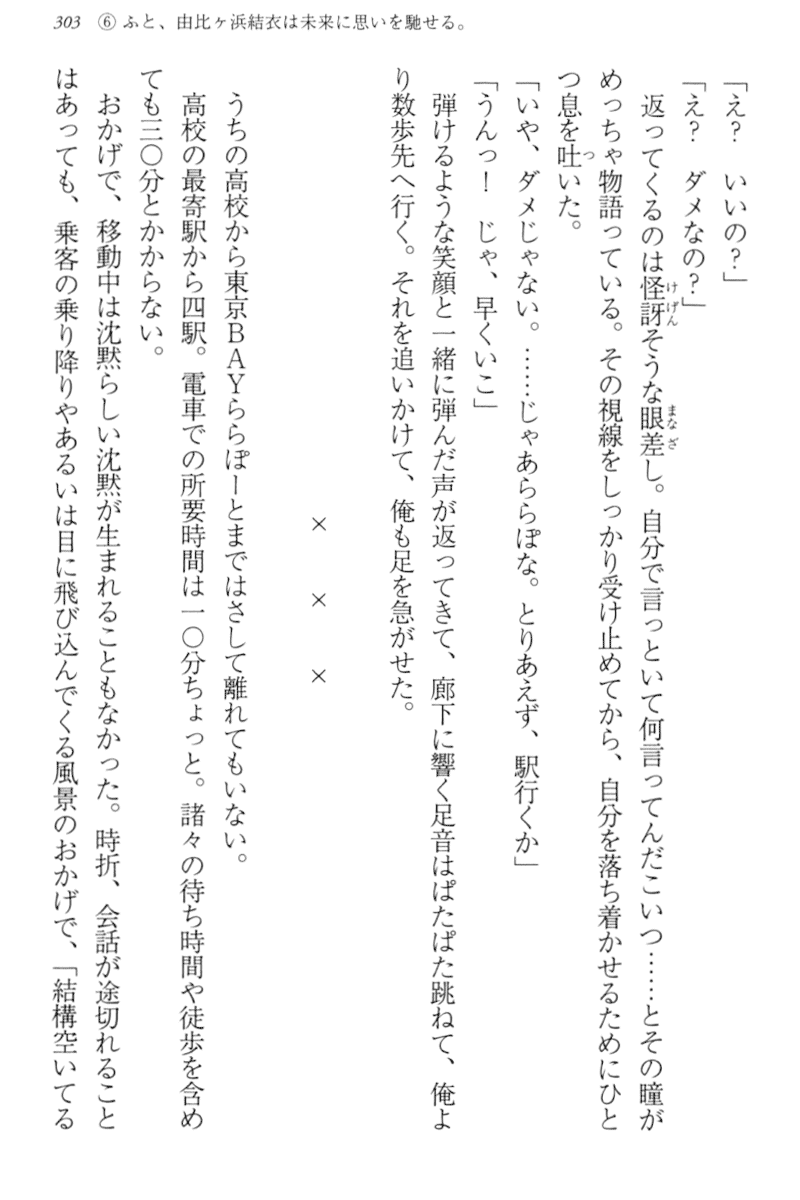 303 ⑥ ふと、由比ヶ浜結衣は未来に思いを馳せる。
「え？　いいの？」
「え？　ダメなの？」
　返ってくるのは怪訝そうな眼差し。自分で言っといて何言ってんだこいつ……とその瞳が
めっちゃ物語っている。その視線をしっかり受け止めてから、自分を落ち着かせるためにひと
つ息を吐いた。
「いや、ダメじゃない。……じゃあららぽな。とりあえず、駅行くか」
「うんっ！　じゃ、早くいこ」
　弾けるような笑顔と一緒に弾んだ声が返ってきて、廊下に響く足音はぱたぱた跳ねて、俺よ
り数歩先へ行く。それを追いかけて、俺も足を急がせた。
×　×　×
　うちの高校から東京ＢＡＹららぽーとまではさして離れてもいない。
　高校の最寄駅から四駅。電車での所要時間は一〇分ちょっと。諸々の待ち時間や徒歩を含め
ても三〇分とかからない。
　おかげで、移動中は沈黙らしい沈黙が生まれることもなかった。時折、会話が途切れること
はあっても、乗客の乗り降りやあるいは目に飛び込んでくる風景のおかげで、「結構空いてる